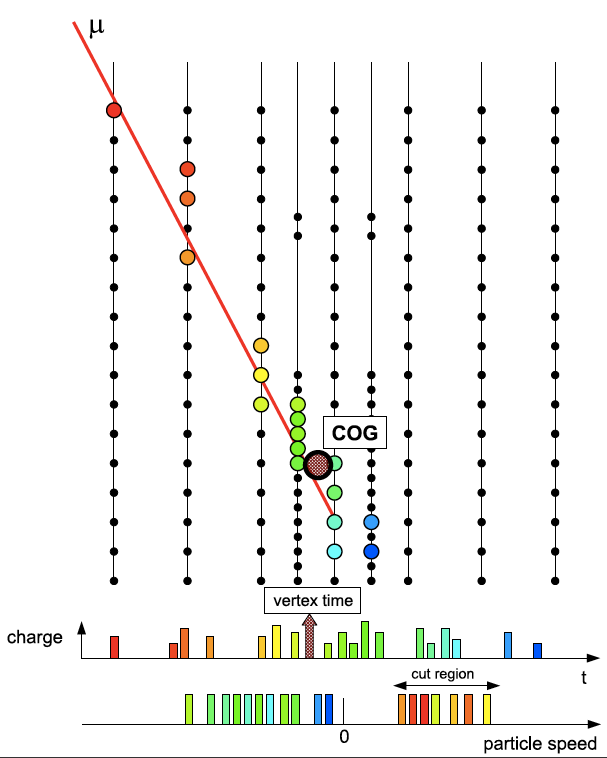 μ
COG
vertex time
charge
t
cut region
0
particle speed